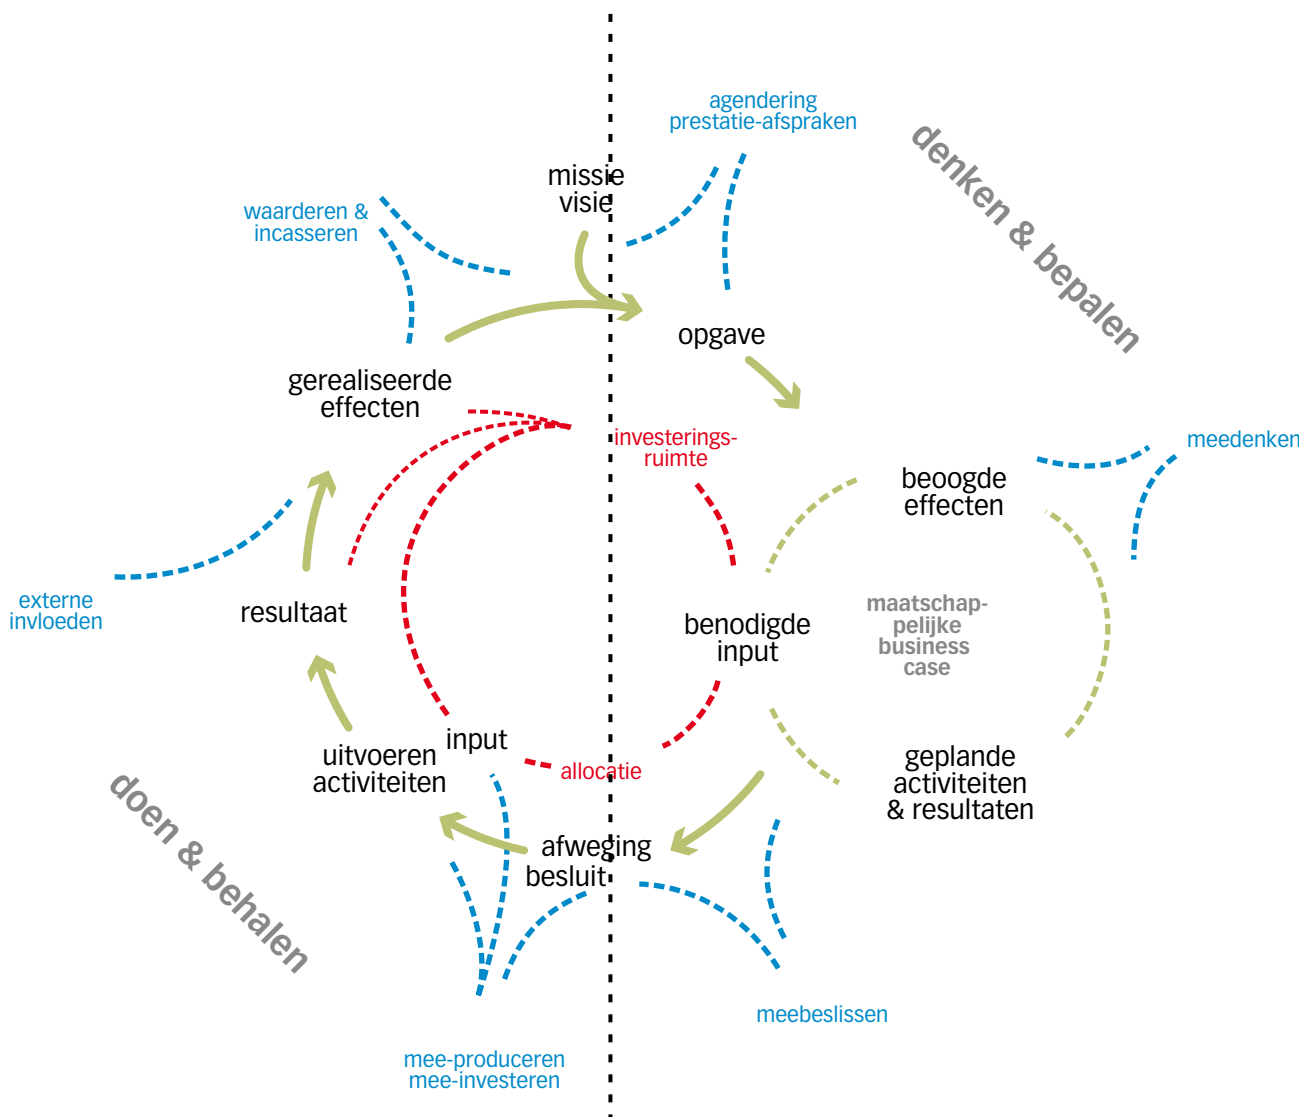 agendering
prestatie-afspraken
denken & bepalen
missie
visie
waarderen &
incasseren
opgave
gerealiseerde
effecten
investerings-
ruimte
meedenken
beoogde
effecten
externe
invloeden
resultaat
benodigde
input
maatschap-
pelijke
business
case
input
uitvoeren
activiteiten
allocatie
geplande
activiteiten
& resultaten
doen & behalen
afweging
besluit
meebeslissen
mee-produceren
mee-investeren